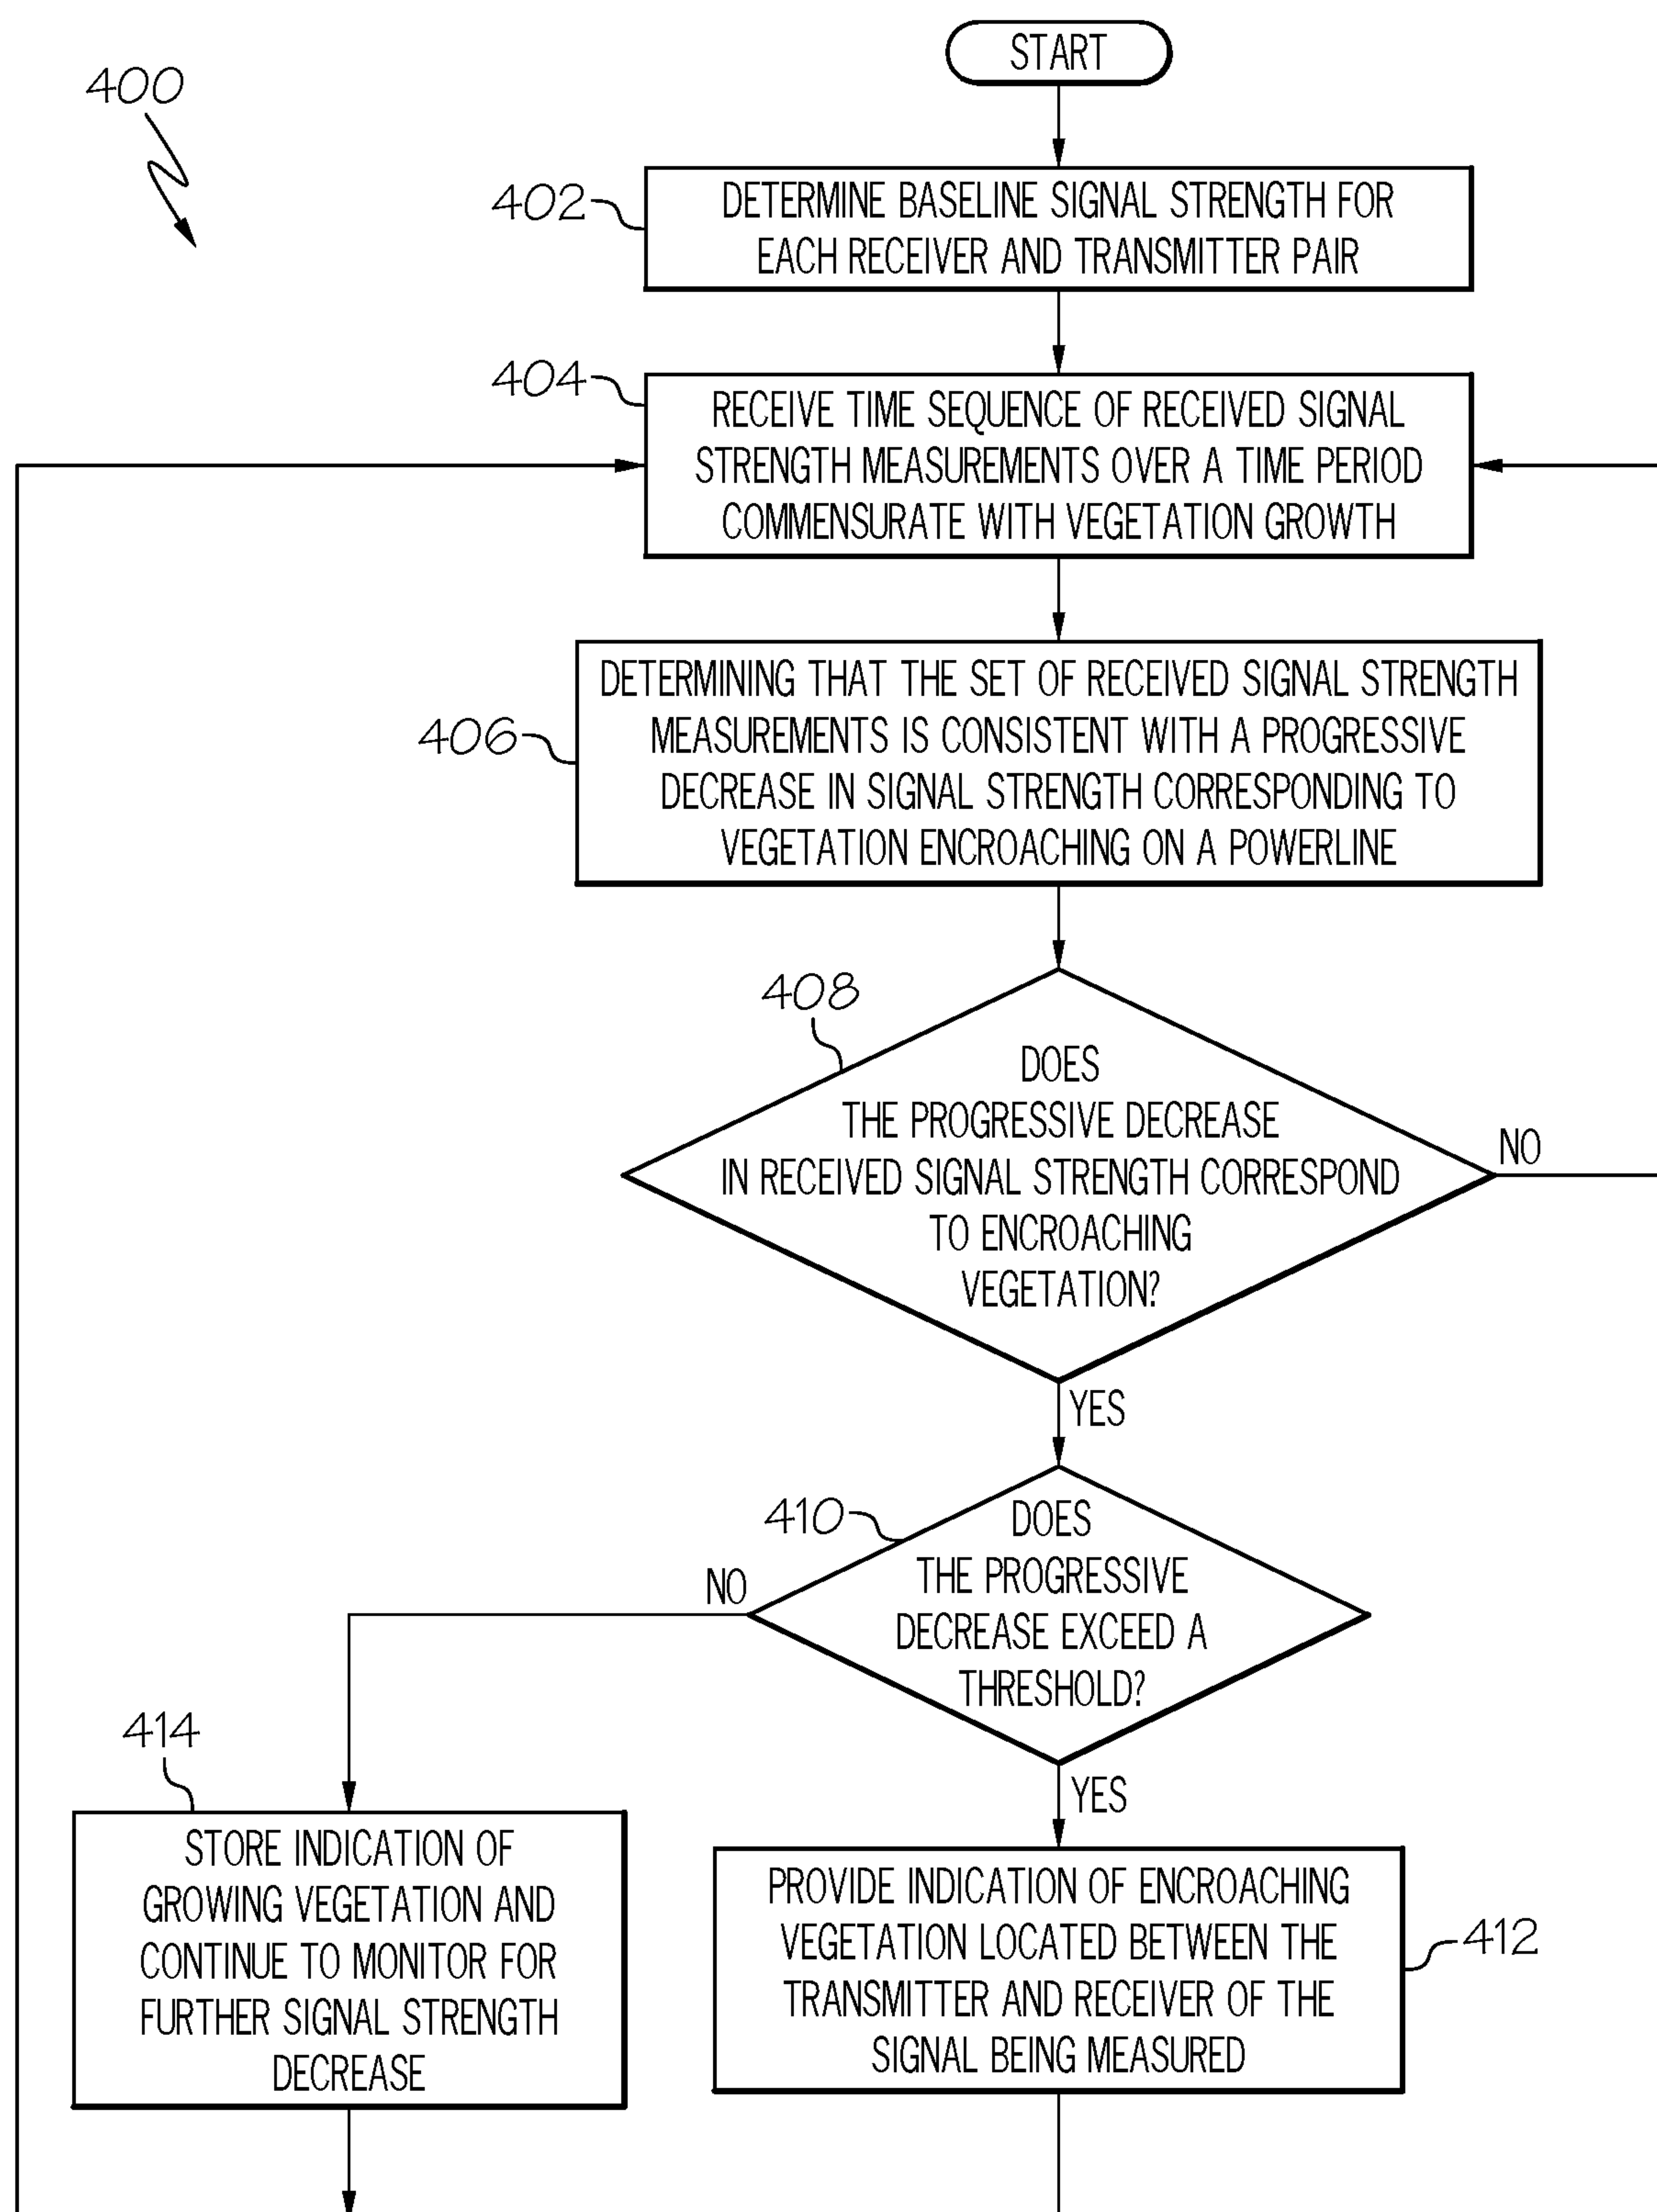 START
400
402
DETERMINE BASELINE SIGNAL STRENGTH FOR
EACH RECEIVER AND TRANSMITTER PAIR
404
RECEIVE TIME SEQUENCE OF RECEIVED SIGNAL
STRENGTH MEASUREMENTS OVER A TIME PERIOD
COMMENSURATE WITH VEGETATION GROWTH
406
DETERMINING THAT THE SET OF RECEIVED SIGNAL STRENGTH
MEASUREMENTS IS CONSISTENT WITH A PROGRESSIVE
DECREASE IN SIGNAL STRENGTH CORRESPONDING TO
VEGETATION ENCROACHING ON A POWERLINE
408
DOES
THE PROGRESSIVE DECREASE
IN RECEIVED SIGNAL STRENGTH CORRESPOND
TO ENCROACHING
VEGETATION?
NO
YES
410
DOES
THE PROGRESSIVE
DECREASE EXCEED A
THRESHOLD?
NO
YES
414
STORE INDICATION OF
GROWING VEGETATION AND
CONTINUE TO MONITOR FOR
FURTHER SIGNAL STRENGTH
DECREASE
PROVIDE INDICATION OF ENCROACHING
VEGETATION LOCATED BETWEEN THE
TRANSMITTER AND RECEIVER OF THE
SIGNAL BEING MEASURED
412